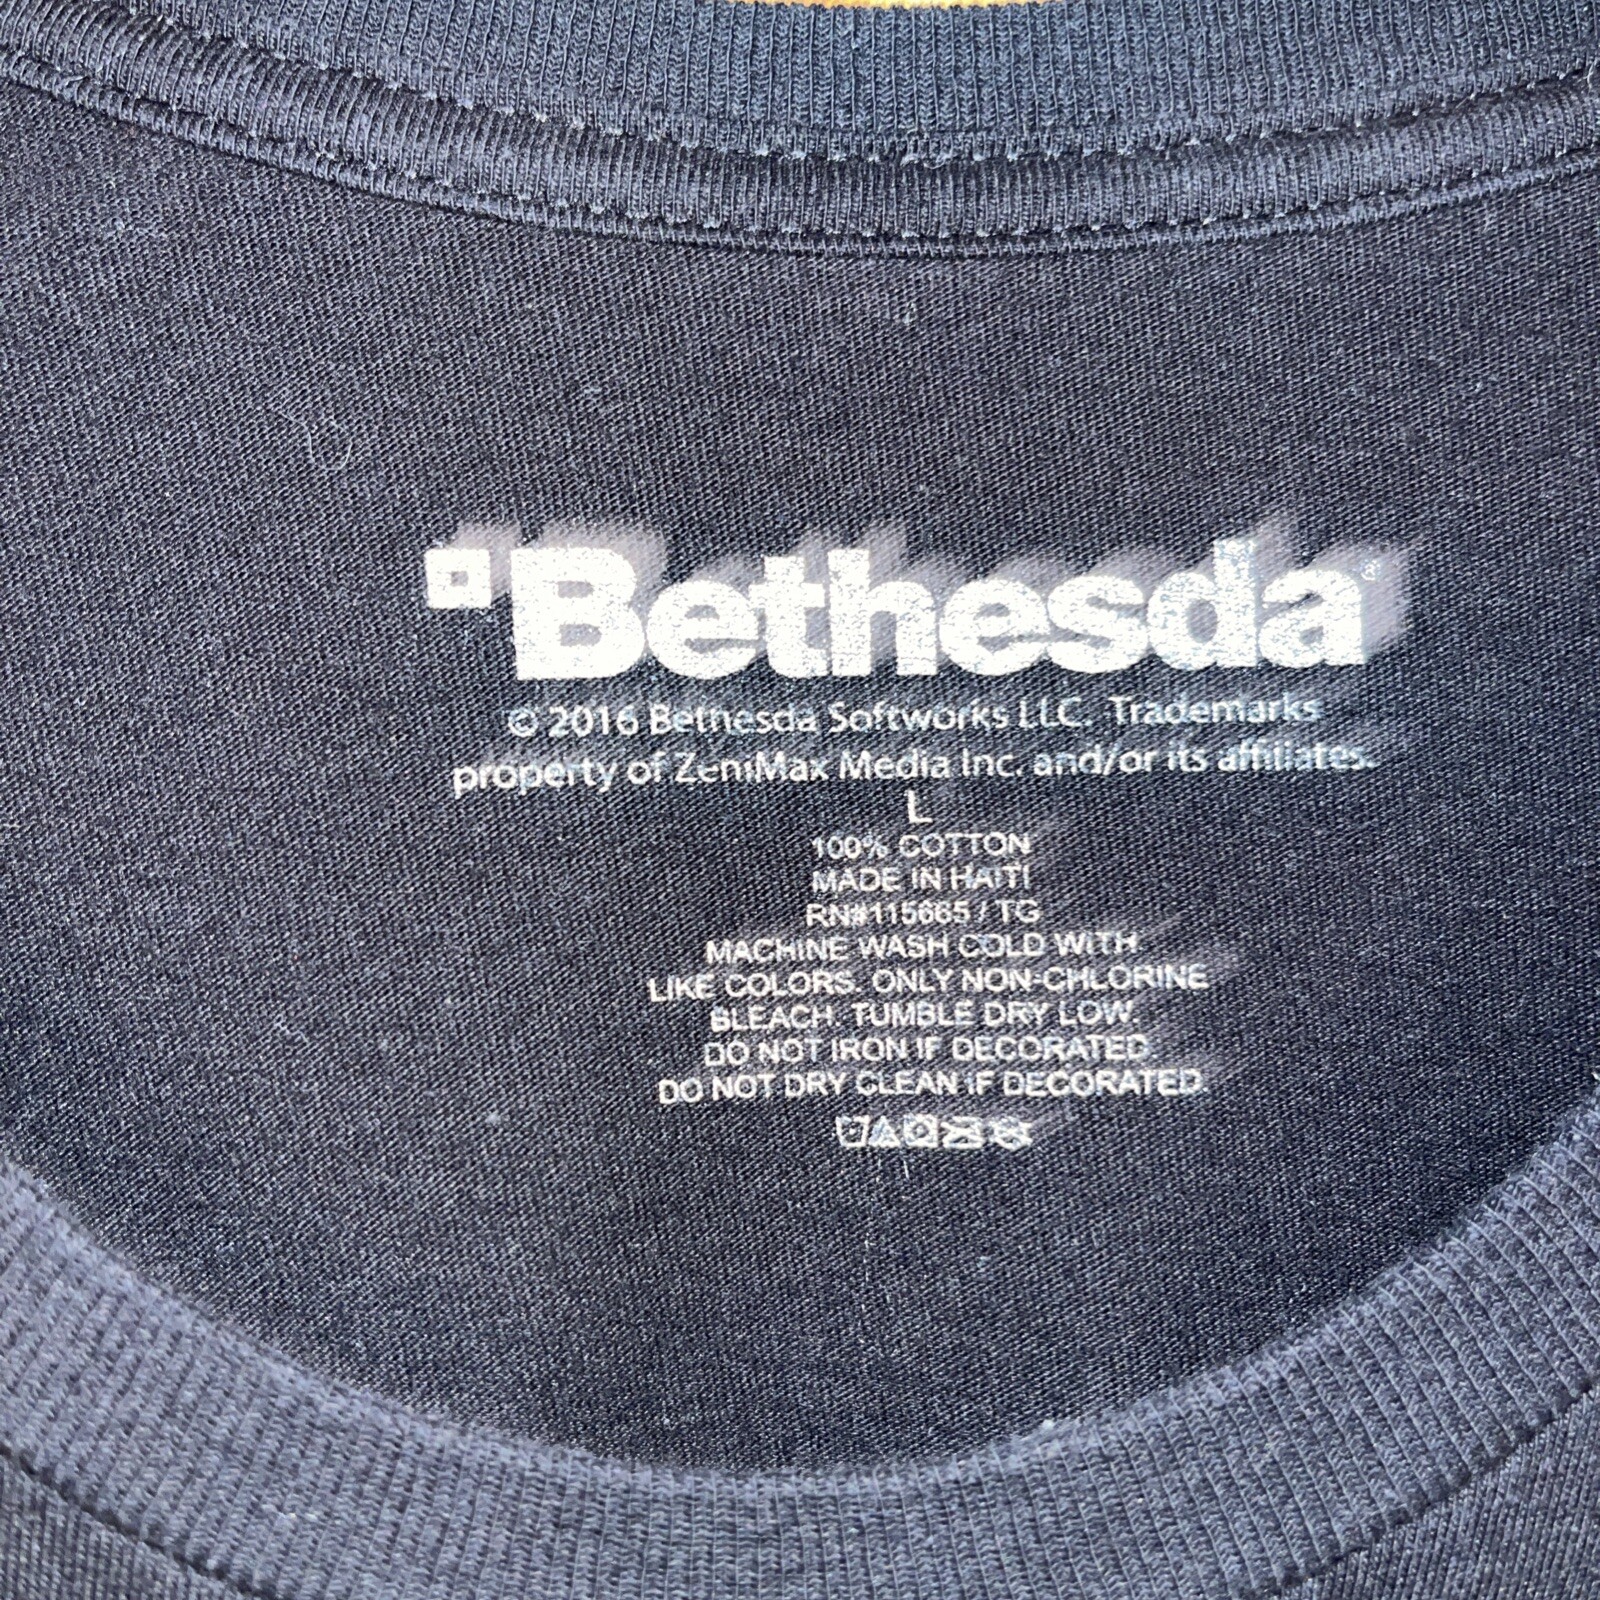 Bethesda®
© 2016 Bethesda Softworks LLC. Trademarks
property of ZeniMax Media Inc. and/or its affiliates.
L
100% COTTON
MADE IN HAITI
RN#115665 / TG
MACHINE WASH COLD WITH
LIKE COLORS. ONLY NON-CHLORINE
BLEACH. TUMBLE DRY LOW.
DO NOT IRON IF DECORATED
DO NOT DRY CLEAN IF DECORATED.